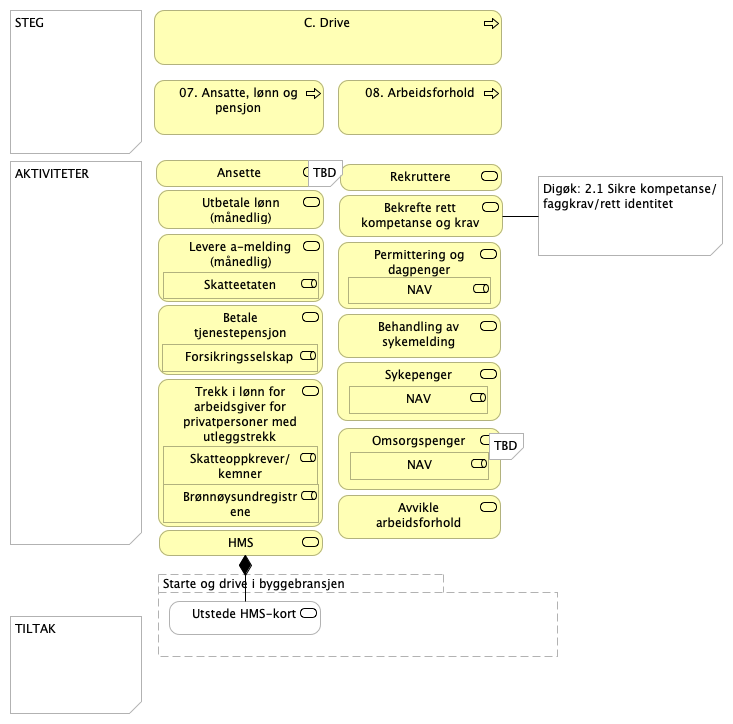 STEG
C. Drive
07. Ansatte, lønn og
pensjon
08. Arbeidsforhold
AKTIVITETER
Ansette
TBD
Utbetale lønn
(månedlig)
Levere a-melding
(månedlig)
Skatteetaten
Betale
tjenestepensjon
Forsikringsselskap
Trekk i lønn for
arbeidsgiver for
privatpersoner med
utleggstrekk
Skatteoppkrever/
kemner
Brønnøysundregistr
ene
HMS
Rekruttere
Bekrefte rett
kompetanse og krav
Digøk: 2.1 Sikre kompetanse/
faggkrav/rett identitet
Permittering og
dagpenger
NAV
Behandling av
sykemelding
Sykepenger
NAV
Omsorgspenger
TBD
NAV
Avvikle
arbeidsforhold
Starte og drive i byggebransjen
Utstede HMS-kort
TILTAK